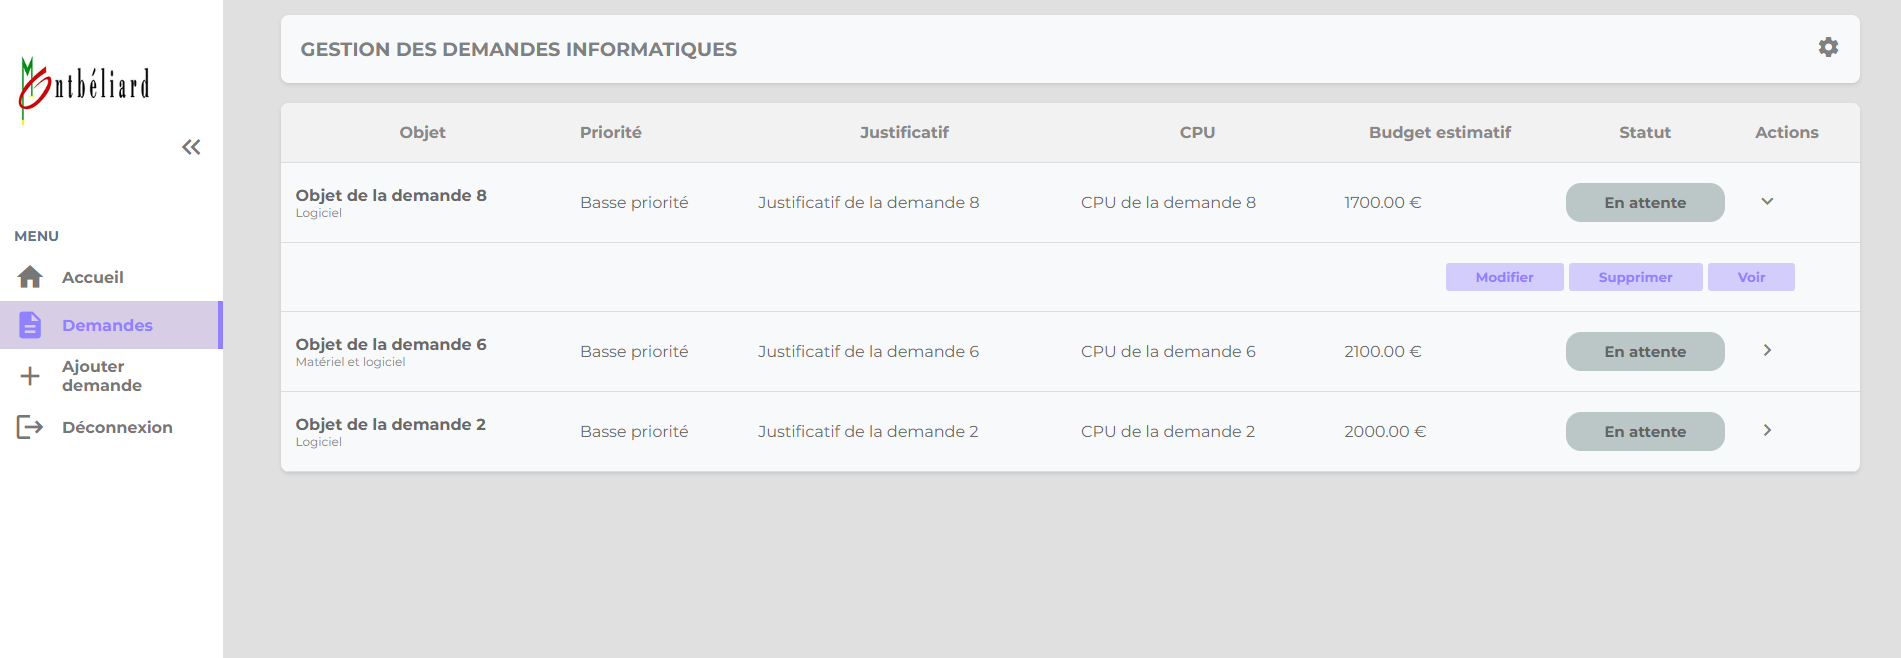 Montbéliard
MENU
Accueil
Demandes
Ajouter
demande
Déconnexion
GESTION DES DEMANDES INFORMATIQUES
Objet Priorité Justificatif CPU Budget estimatif Statut Actions
Objet de la demande 8 Basse priorité Justificatif de la demande 8 CPU de la demande 8 1700.00 € En attente
Logiciel
Modifier Supprimer Voir
Objet de la demande 6 Basse priorité Justificatif de la demande 6 CPU de la demande 6 2100.00 € En attente
Matériel et logiciel
Objet de la demande 2 Basse priorité Justificatif de la demande 2 CPU de la demande 2 2000.00 € En attente
Logiciel